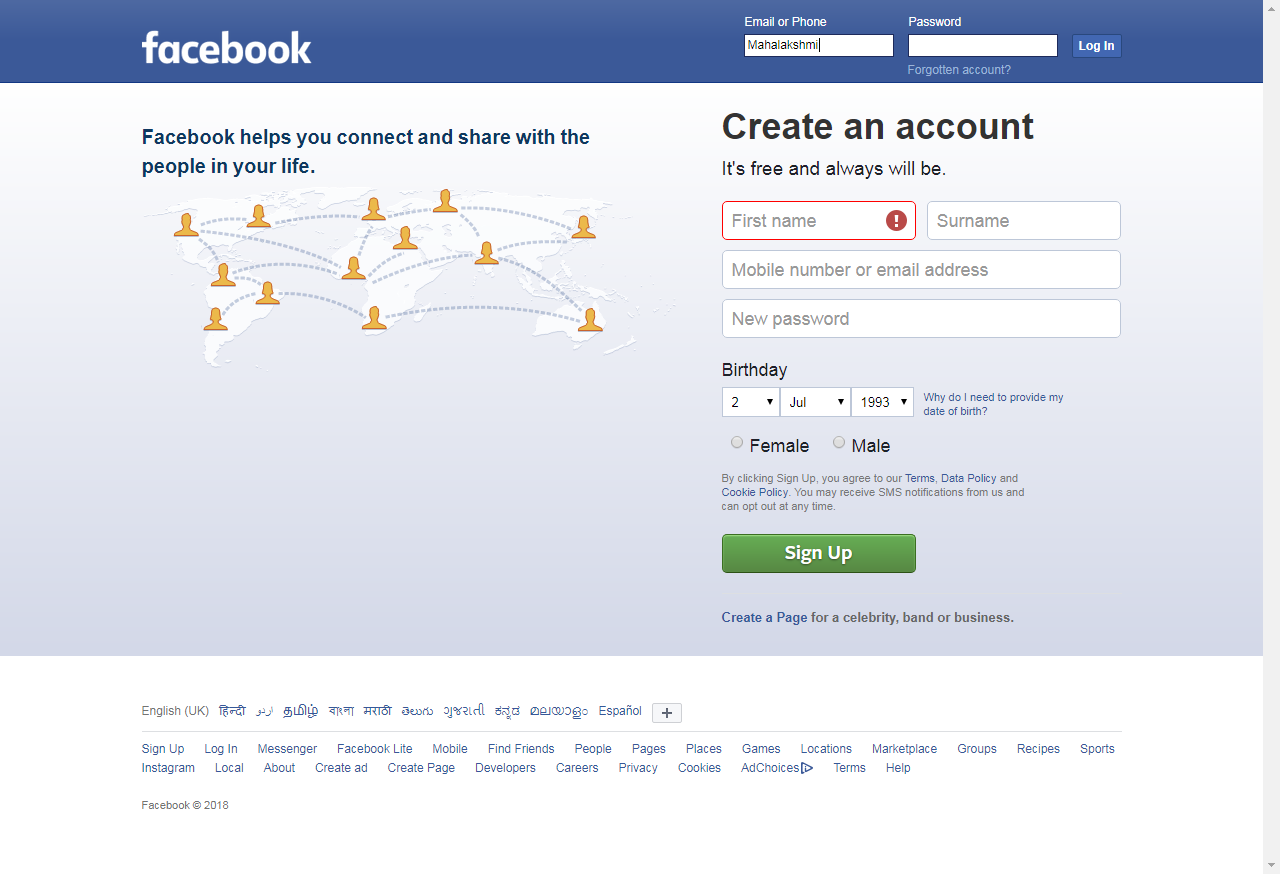 Email or Phone
Password
facebook
Mahalakshmi
Log In
Forgotten account?
Facebook helps you connect and share with the
people in your life.
Create an account
It's free and always will be.
First name
Surname
Mobile number or email address
New password
Birthday
2 Jul 1993
Why do I need to provide my
date of birth?
Female Male
By clicking Sign Up, you agree to our Terms, Data Policy and
Cookie Policy. You may receive SMS notifications from us and
can opt out at any time.
Sign Up
Create a Page for a celebrity, band or business.
English (UK) हिन्दी اردو தமிழ் বাংলা मराठी తెలుగు ગુજરાતી ಕನ್ನಡ മലയാളം Español +
Sign Up Log In Messenger Facebook Lite Mobile Find Friends People Pages Places Games Locations Marketplace Groups Recipes Sports
Instagram Local About Create ad Create Page Developers Careers Privacy Cookies AdChoices Terms Help
Facebook © 2018